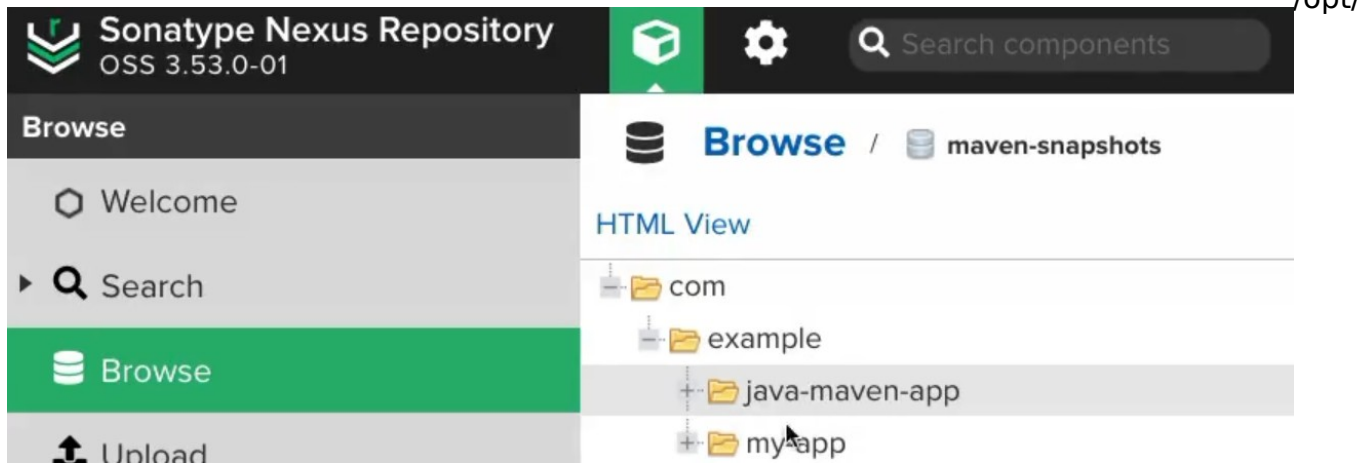 /opt/
Sonatype Nexus Repository
OSS 3.53.0-01
Search components
Browse
Welcome
Search
Browse
Upload
Browse / maven-snapshots
HTML View
com
example
java-maven-app
my-app